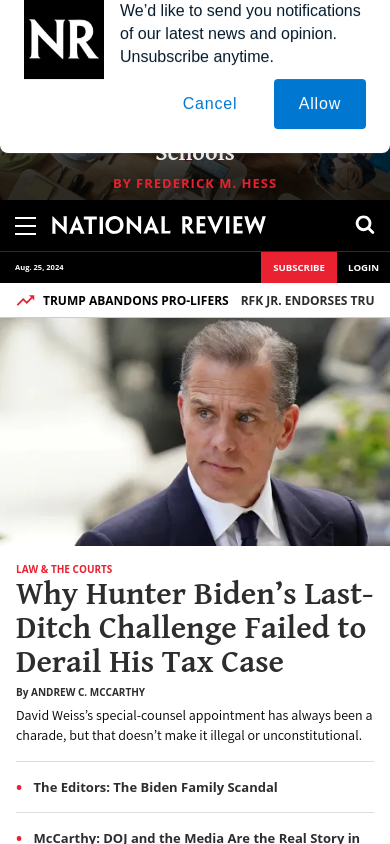 NR
We’d like to send you notifications
of our latest news and opinion.
Unsubscribe anytime.
Cancel
Allow
Schools
BY FREDERICK M. HESS
NATIONAL REVIEW
Aug. 25, 2024
SUBSCRIBE
LOGIN
TRUMP ABANDONS PRO-LIFERS
RFK JR. ENDORSES TRU
LAW & THE COURTS
Why Hunter Biden’s Last-
Ditch Challenge Failed to
Derail His Tax Case
By ANDREW C. MCCARTHY
David Weiss’s special-counsel appointment has always been a
charade, but that doesn’t make it illegal or unconstitutional.
• The Editors: The Biden Family Scandal
• McCarthy: DOJ and the Media Are the Real Story in